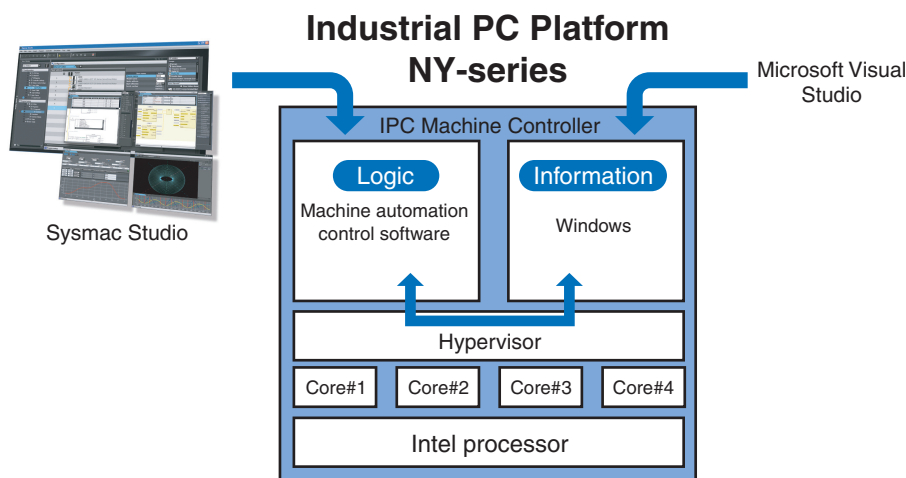 Industrial PC Platform
NY-series
Microsoft Visual
Studio
IPC Machine Controller
Logic
Information
Machine automation
control software
Windows
Sysmac Studio
Hypervisor
Core#1
Core#2
Core#3
Core#4
Intel processor